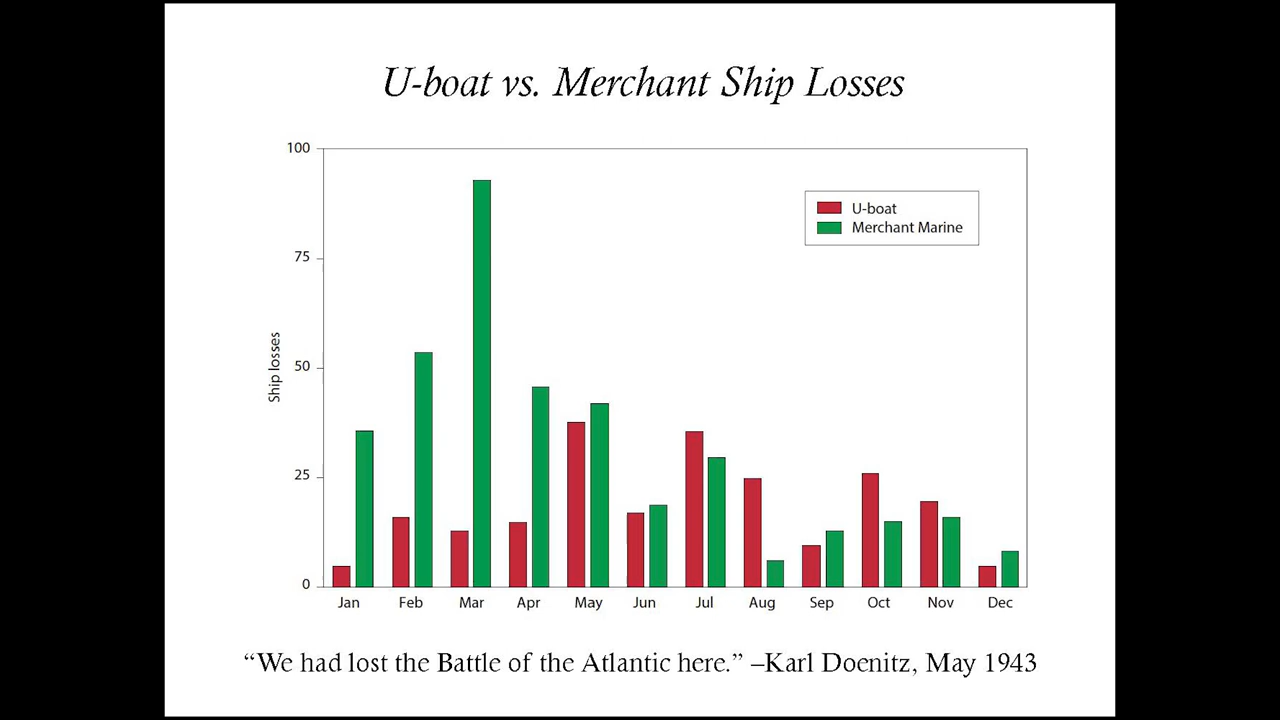 U-boat vs. Merchant Ship Losses
100
75
50
25
0
Ship losses
U-boat
Merchant Marine
Jan Feb Mar Apr May Jun Jul Aug Sep Oct Nov Dec
“We had lost the Battle of the Atlantic here.” –Karl Doenitz, May 1943